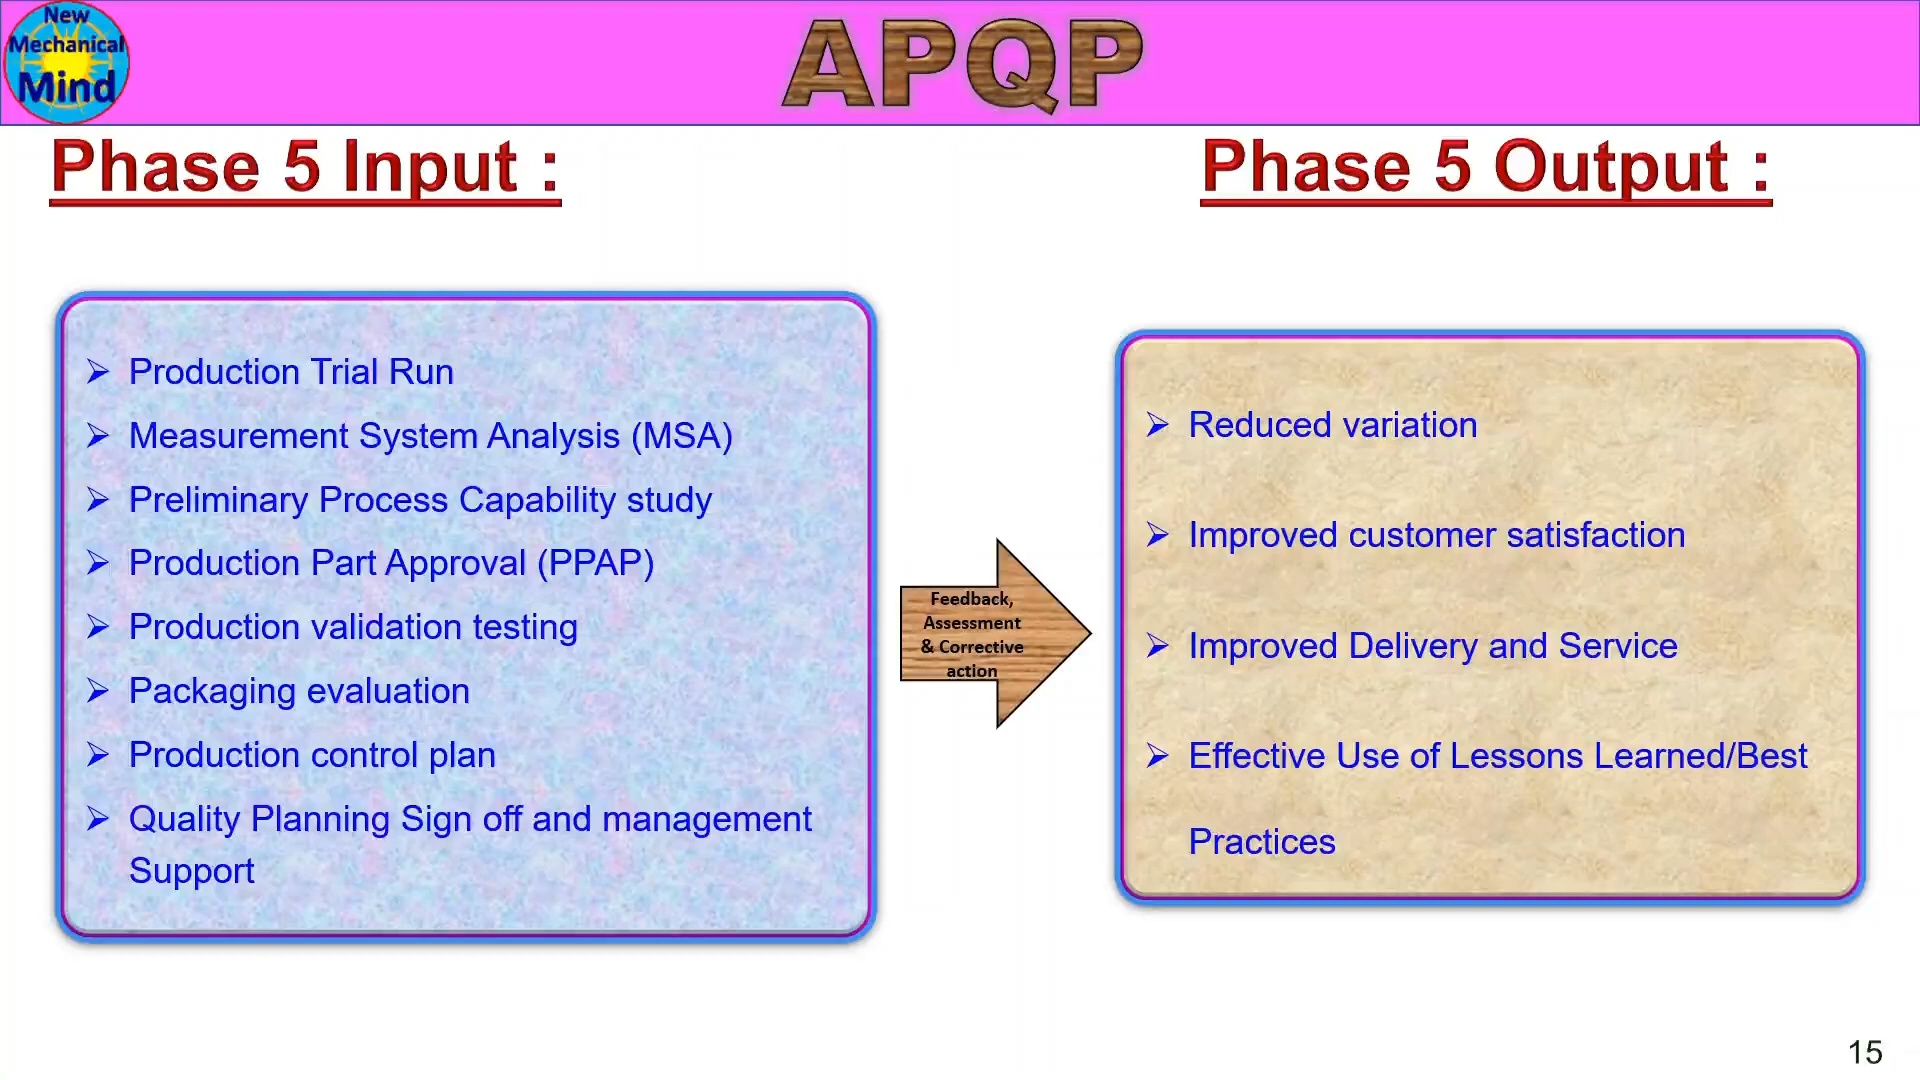 New
Mechanical
Mind
APQP
Phase 5 Input :
Phase 5 Output :
➢ Production Trial Run
➢ Measurement System Analysis (MSA)
➢ Preliminary Process Capability study
➢ Production Part Approval (PPAP)
➢ Production validation testing
➢ Packaging evaluation
➢ Production control plan
➢ Quality Planning Sign off and management
Support
Feedback,
Assessment
& Corrective
action
➢ Reduced variation
➢ Improved customer satisfaction
➢ Improved Delivery and Service
➢ Effective Use of Lessons Learned/Best
Practices
15